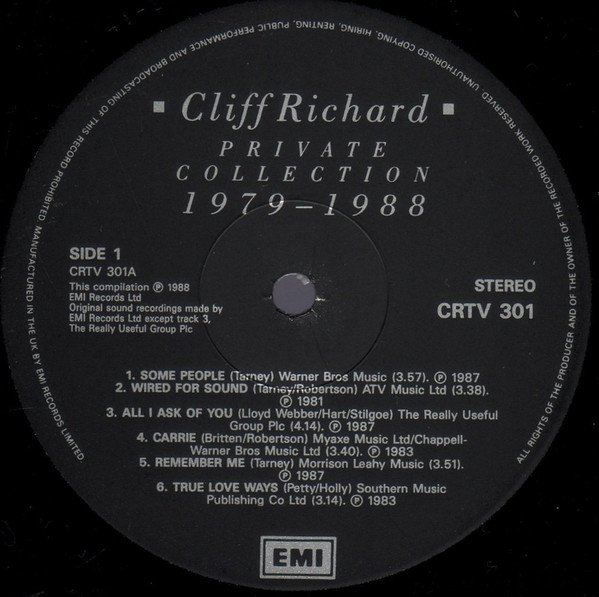 ALL RIGHTS OF THE PRODUCER AND OF THE OWNER OF THE RECORDED WORK RESERVED UNAUTHORISED COPYING, HIRING, RENTING, PUBLIC PERFORMANCE AND BROADCASTING OF THIS RECORD PROHIBITED MANUFACTURED IN THE UK BY EMI RECORDS LIMITED
▪ Cliff Richard ▪
PRIVATE
COLLECTION
1979–1988
SIDE 1
CRTV 301A
This compilation ℗ 1988
EMI Records Ltd
Original sound recordings made by
EMI Records Ltd except track 3,
The Really Useful Group Plc
STEREO
CRTV 301
1. SOME PEOPLE (Tarney) Warner Bros Music (3.57). ℗ 1987
2. WIRED FOR SOUND (Tarney/Robertson) ATV Music Ltd (3.38).
℗ 1981
3. ALL I ASK OF YOU (Lloyd Webber/Hart/Stilgoe) The Really Useful
Group Plc (4.14). ℗ 1987
4. CARRIE (Britten/Robertson) Myaxe Music Ltd/Chappell-
Warner Bros Music Ltd (3.40). ℗ 1983
5. REMEMBER ME (Tarney) Morrison Leahy Music (3.51).
℗ 1987
6. TRUE LOVE WAYS (Petty/Holly) Southern Music
Publishing Co Ltd (3.14). ℗ 1983
EMI